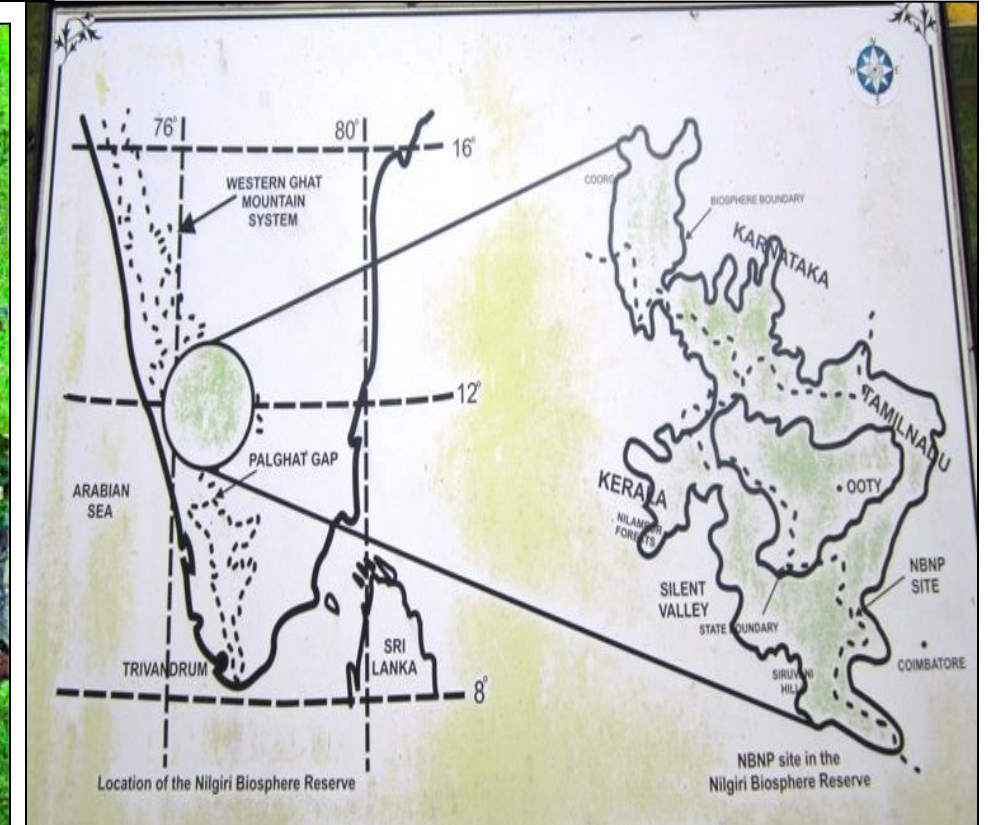 76°
80°
16°
WESTERN GHAT
MOUNTAIN
SYSTEM
12°
PALGHAT GAP
ARABIAN
SEA
TRIVANDRUM
SRI
LANKA
8°
Location of the Nilgiri Biosphere Reserve
N
W E
S
COORG
BIOSPHERE BOUNDARY
KARNATAKA
TAMILNADU
KERALA
OOTY
NILAMBUR
FORESTS
SILENT
VALLEY
NBNP
SITE
STATE BOUNDARY
COIMBATORE
SIRUVANI
HILLS
NBNP site in the
Nilgiri Biosphere Reserve